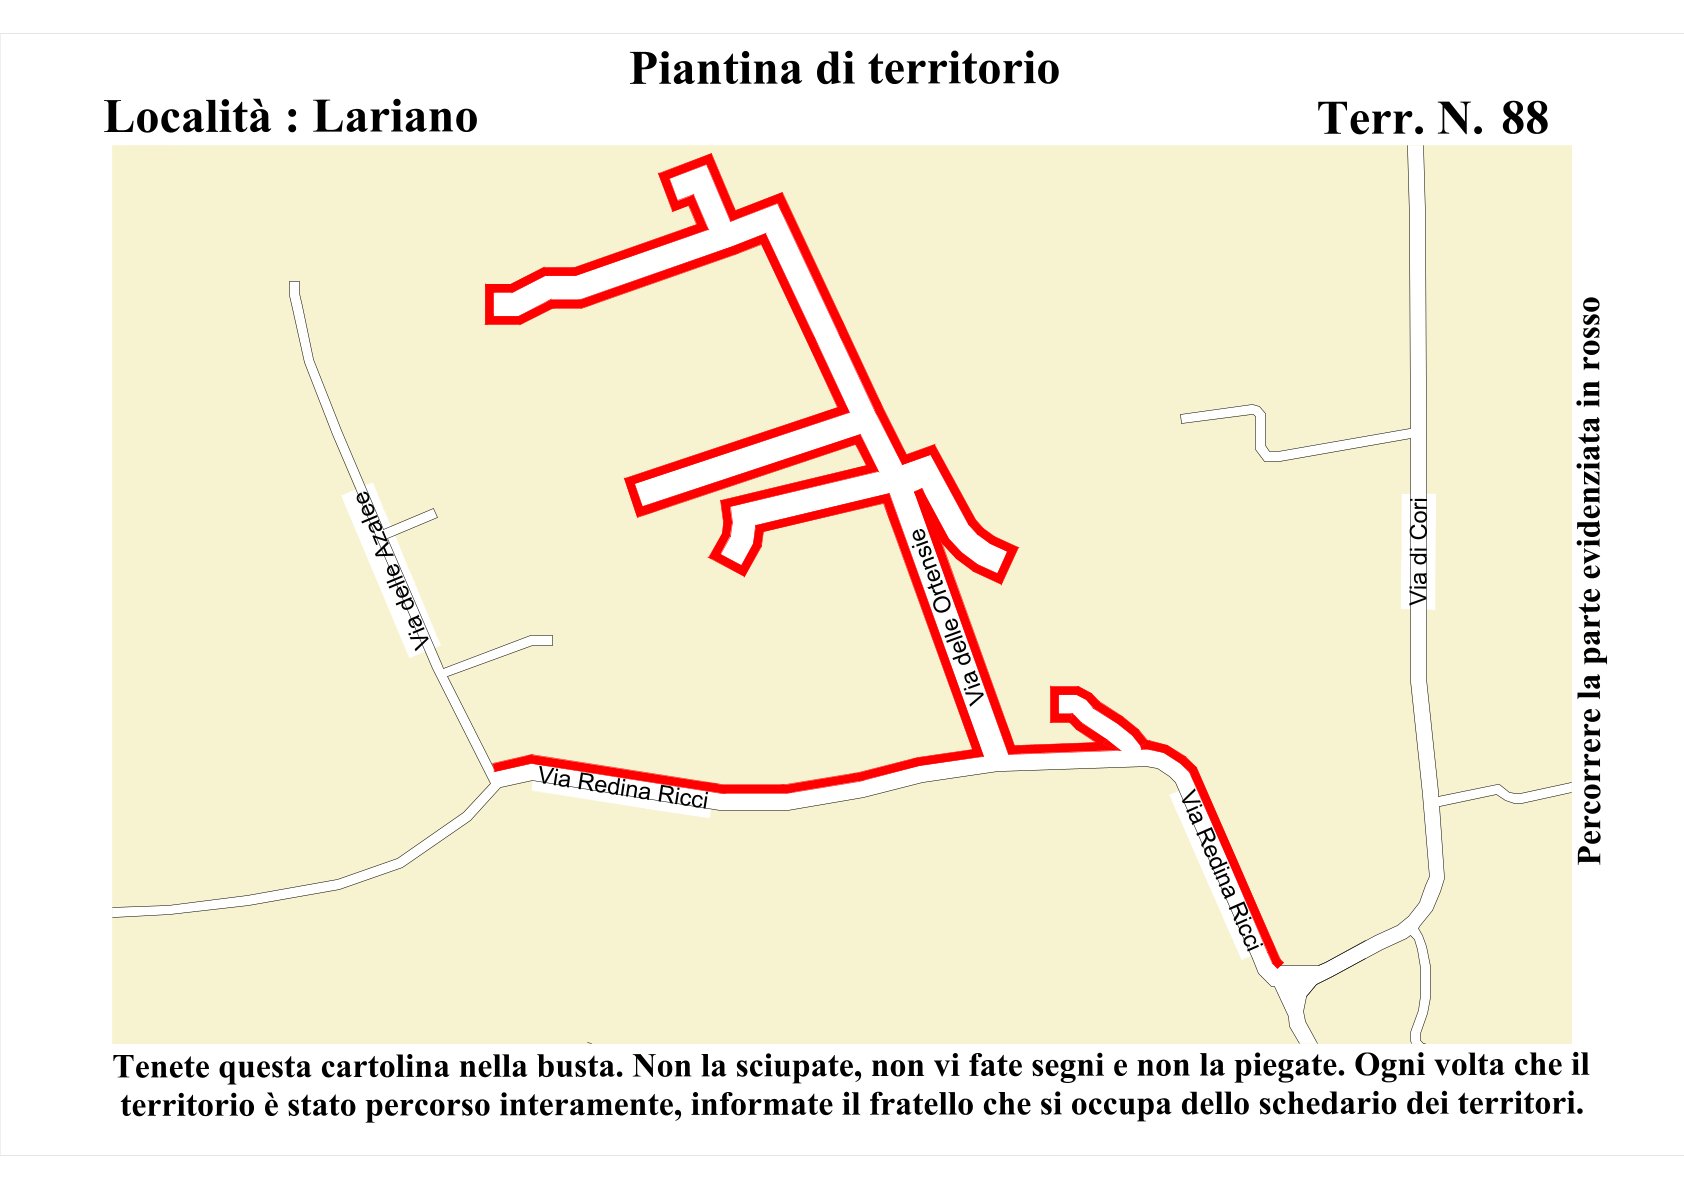 Piantina di territorio
Località : Lariano
Terr. N. 88
Via delle Azalee
Via delle Ortensie
Via di Cori
Via Redina Ricci
Via Redina Ricci
Percorrere la parte evidenziata in rosso
Tenete questa cartolina nella busta. Non la sciupate, non vi fate segni e non la piegate. Ogni volta che il
territorio è stato percorso interamente, informate il fratello che si occupa dello schedario dei territori.